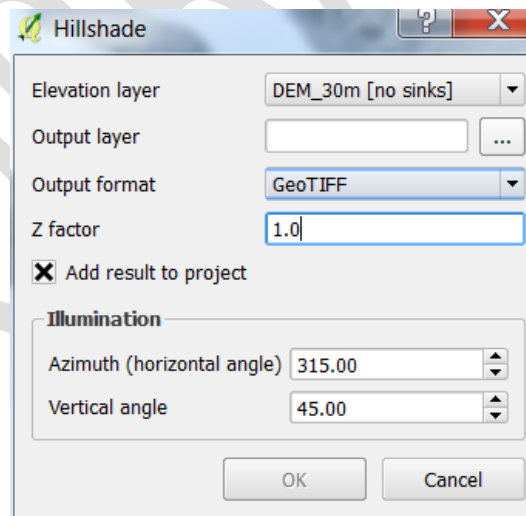 Hillshade
Elevation layer DEM_30m [no sinks]
Output layer ...
Output format GeoTIFF
Z factor 1.0
Add result to project
Illumination
Azimuth (horizontal angle) 315.00
Vertical angle 45.00
OK Cancel